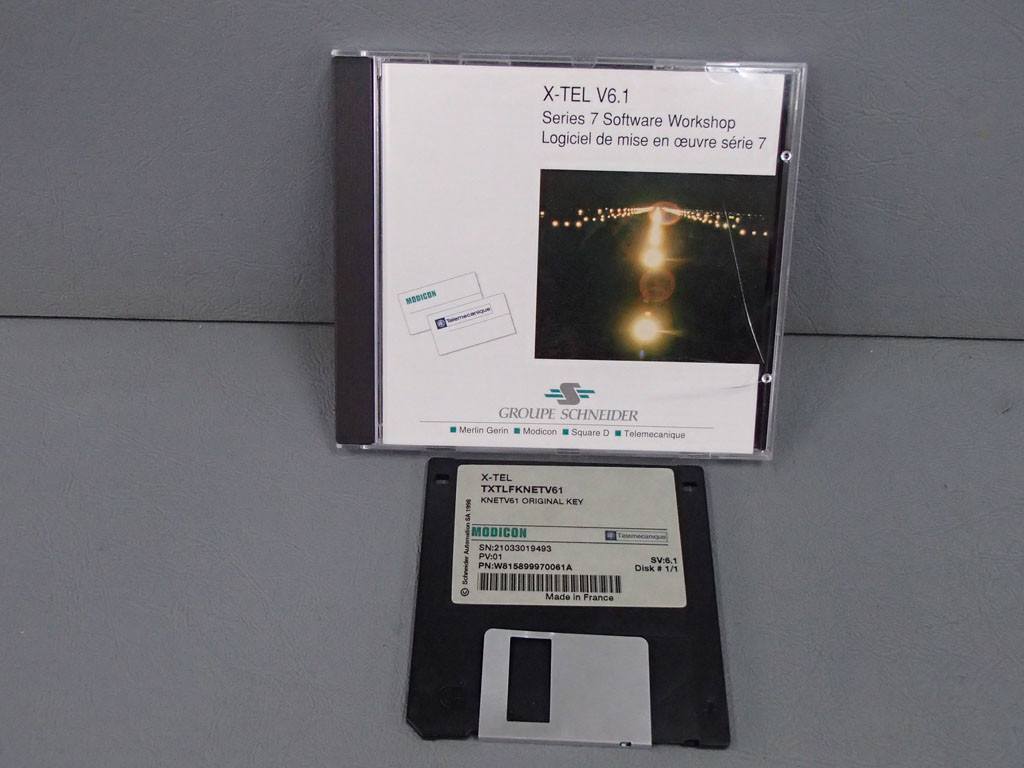 X-TEL V6.1
Series 7 Software Workshop
Logiciel de mise en œuvre série 7
MODICON
Telemecanique
GROUPE SCHNEIDER
Merlin Gerin Modicon Square D Telemecanique
X-TEL
TXTLFKNETV61
KNETV61 ORIGINAL KEY
© Schneider Automation SA 1998
MODICON
Telemecanique
SN:21033019493
PV:01
SV:6.1
PN:W815899970061A
Disk # 1/1
Made in France